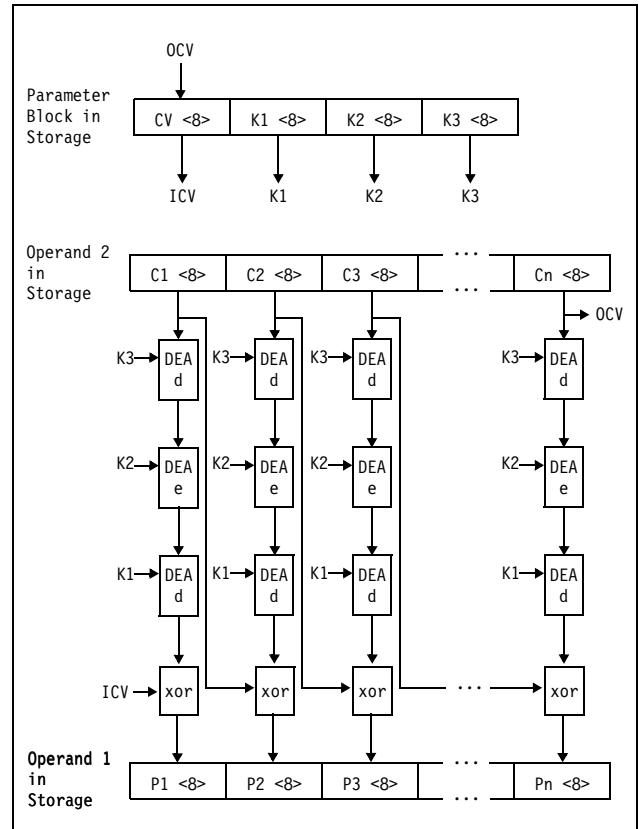 OCV
Parameter
Block in
Storage
CV <8> K1 <8> K2 <8> K3 <8>
ICV K1 K2 K3
Operand 2
in
Storage
C1 <8> C2 <8> C3 <8> ... ... Cn <8>
OCV
K3 DEA K3 DEA K3 DEA K3 DEA
d d d d
K2 DEA K2 DEA K2 DEA K2 DEA
e e e e
K1 DEA K1 DEA K1 DEA K1 DEA
d d d d
ICV xor xor xor ... xor
Operand 1
in
Storage
P1 <8> P2 <8> P3 <8> ... ... Pn <8>